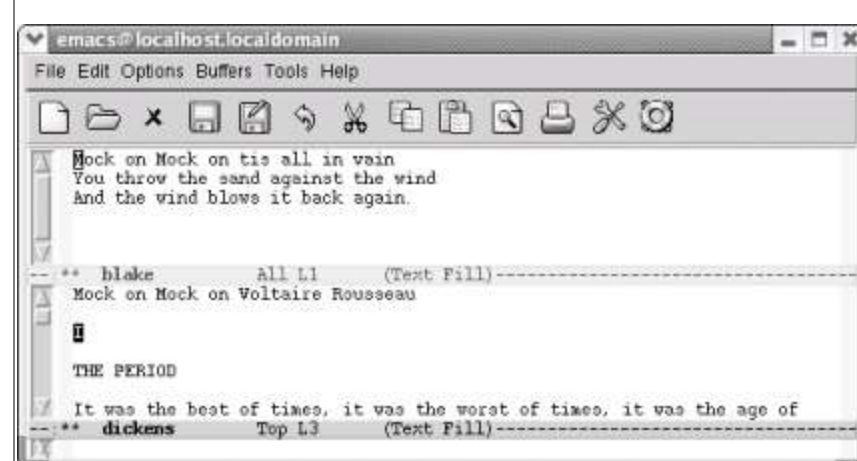 emacs@localhost.localdomain
File Edit Options Buffers Tools Help
Mock on Mock on tis all in vain
You throw the sand against the wind
And the wind blows it back again.
--:** blake All L1 (Text Fill)--------------------------------------
Mock on Mock on Voltaire Rousseau
I
THE PERIOD
It was the best of times, it was the worst of times, it was the age of
--:** dickens Top L3 (Text Fill)--------------------------------------